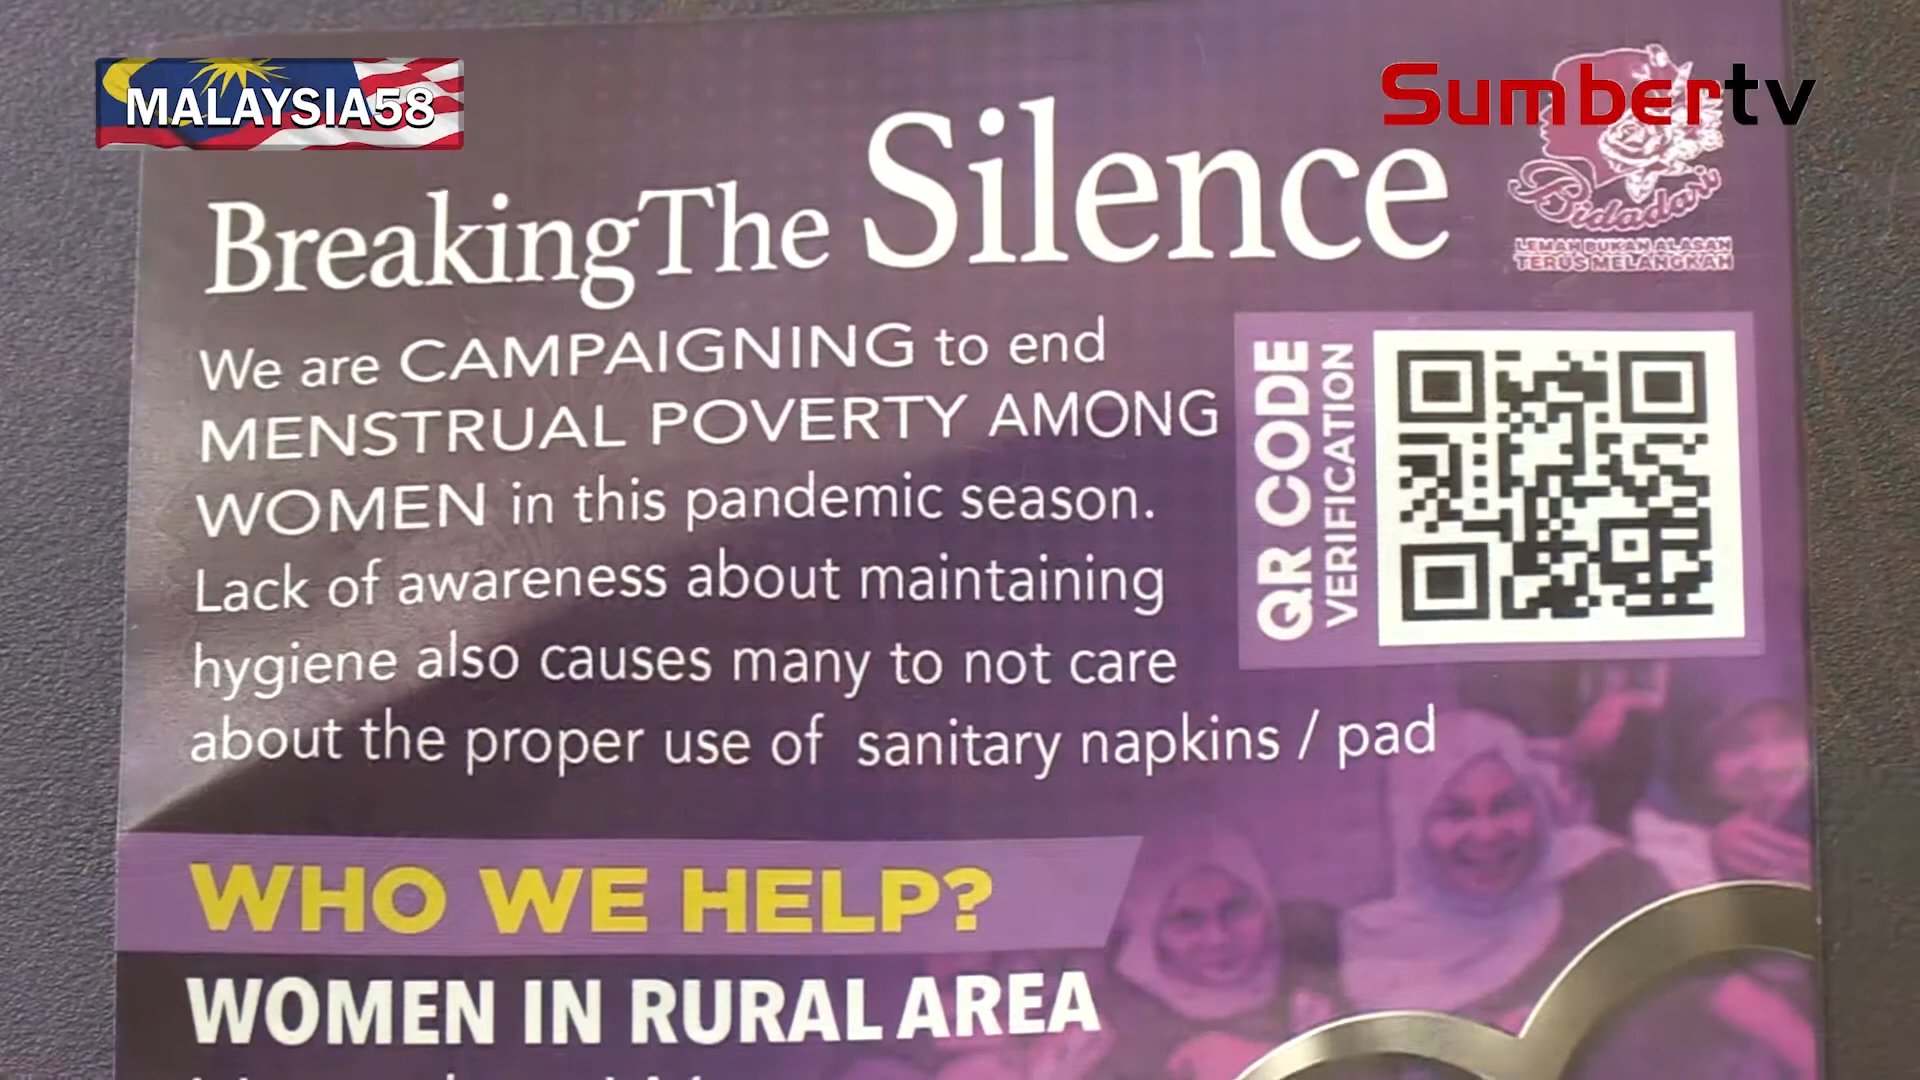 MALAYSIA58
Sumbertv
BreakingThe Silence
Bidadari
LEMAH BUKAN ALASAN
TERUS MELANGKAH
We are CAMPAIGNING to end
MENSTRUAL POVERTY AMONG
WOMEN in this pandemic season.
Lack of awareness about maintaining
hygiene also causes many to not care
about the proper use of sanitary napkins / pad
QR CODE
VERIFICATION
WHO WE HELP?
WOMEN IN RURAL AREA